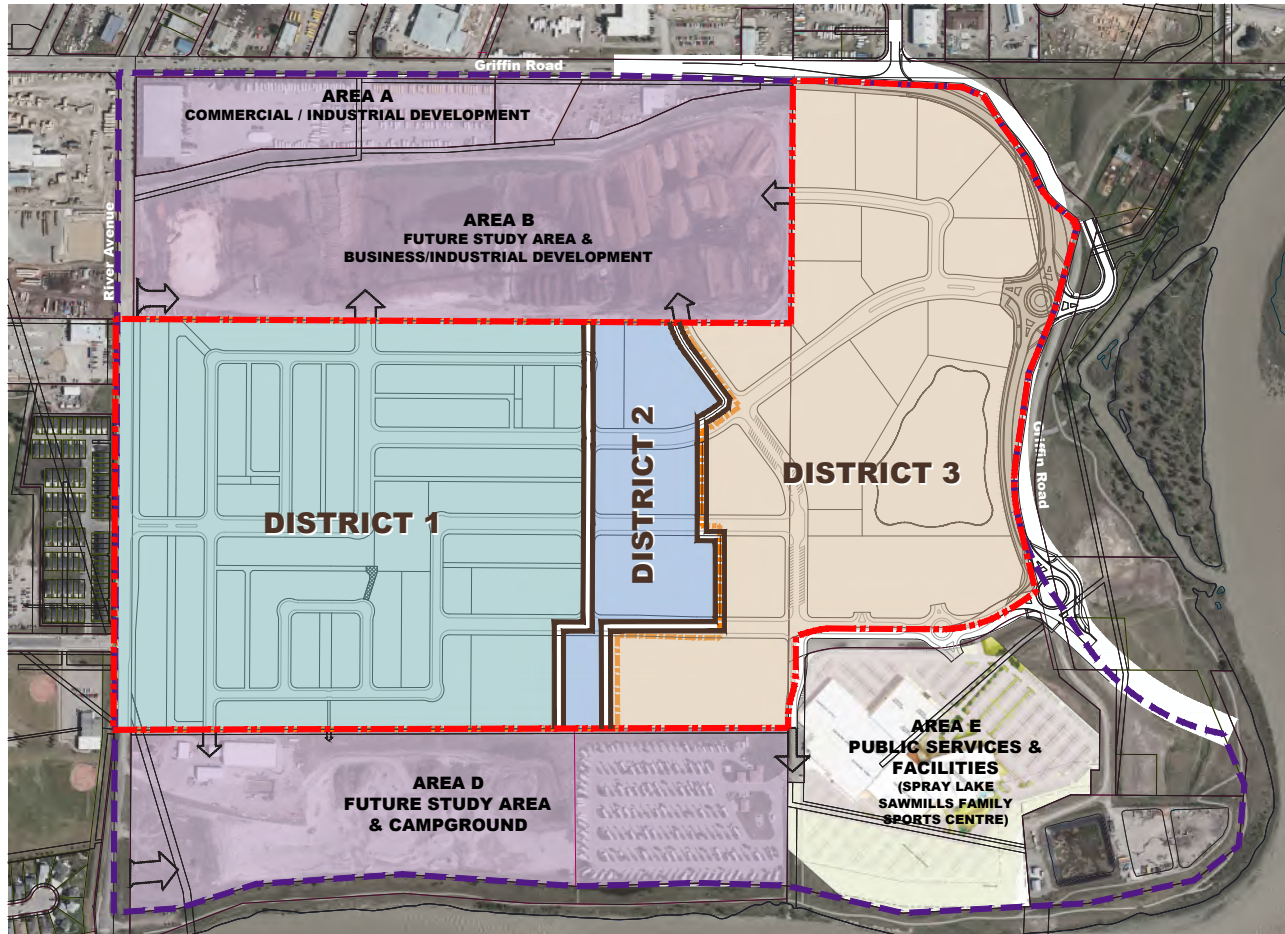 Griffin Road
AREA A
COMMERCIAL / INDUSTRIAL DEVELOPMENT
AREA B
FUTURE STUDY AREA &
BUSINESS/INDUSTRIAL DEVELOPMENT
River Avenue
DISTRICT 1
DISTRICT 2
DISTRICT 3
Griffin Road
AREA D
FUTURE STUDY AREA
& CAMPGROUND
AREA E
PUBLIC SERVICES &
FACILITIES
(SPRAY LAKE
SAWMILLS FAMILY
SPORTS CENTRE)